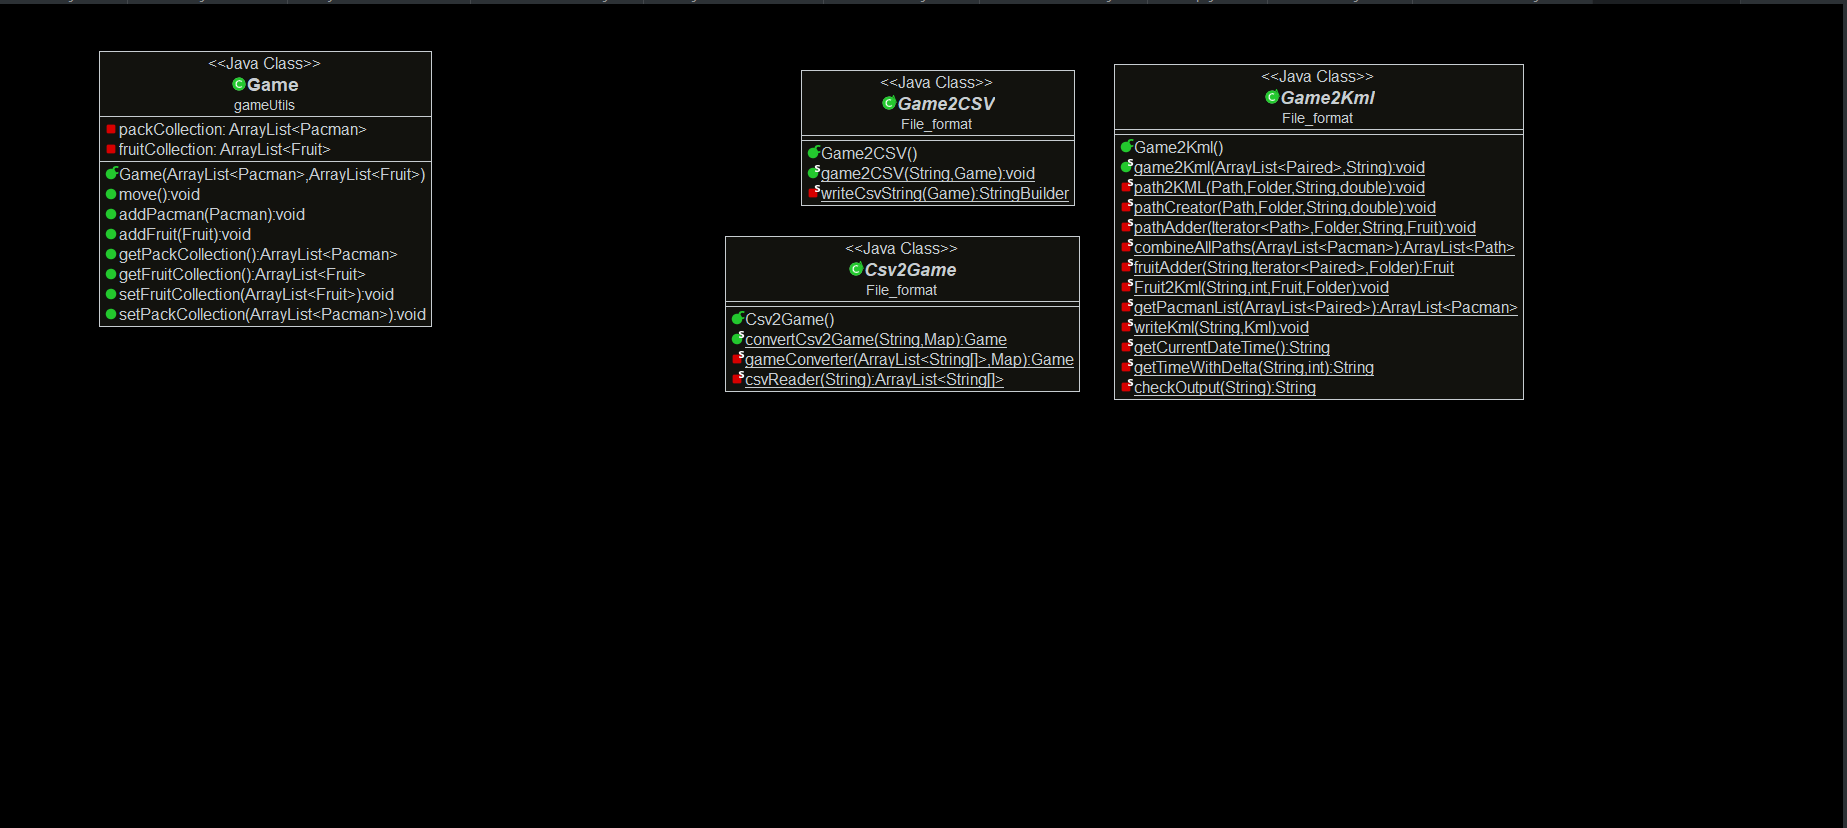 <<Java Class>>
Game
gameUtils
packCollection: ArrayList<Pacman>
fruitCollection: ArrayList<Fruit>
Game(ArrayList<Pacman>,ArrayList<Fruit>)
move():void
addPacman(Pacman):void
addFruit(Fruit):void
getPackCollection():ArrayList<Pacman>
getFruitCollection():ArrayList<Fruit>
setFruitCollection(ArrayList<Fruit>):void
setPackCollection(ArrayList<Pacman>):void
<<Java Class>>
Game2CSV
File_format
Game2CSV()
game2CSV(String,Game):void
writeCsvString(Game):StringBuilder
<<Java Class>>
Csv2Game
File_format
Csv2Game()
convertCsv2Game(String,Map):Game
gameConverter(ArrayList<String[]>,Map):Game
csvReader(String):ArrayList<String[]>
<<Java Class>>
Game2Kml
File_format
Game2Kml()
game2Kml(ArrayList<Paired>,String):void
path2KML(Path,Folder,String,double):void
pathCreator(Path,Folder,String,double):void
pathAdder(Iterator<Path>,Folder,String,Fruit):void
combineAllPaths(ArrayList<Pacman>):ArrayList<Path>
fruitAdder(String,Iterator<Paired>,Folder):Fruit
Fruit2Kml(String,int,Fruit,Folder):void
getPacmanList(ArrayList<Paired>):ArrayList<Pacman>
writeKml(String,Kml):void
getCurrentDateTime():String
getTimeWithDelta(String,int):String
checkOutput(String):String